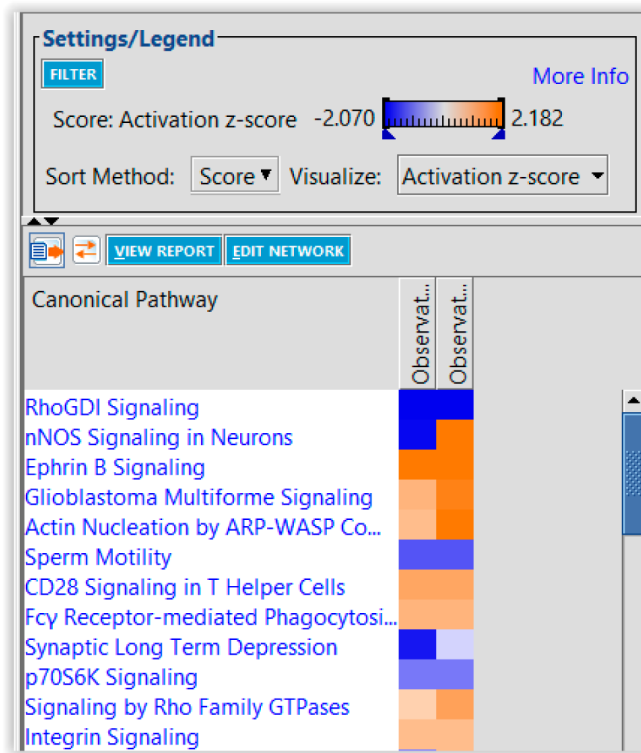 Settings/Legend
FILTER
More Info
Score: Activation z-score -2.070 2.182
Sort Method: Score Visualize: Activation z-score
VIEW REPORT EDIT NETWORK
Canonical Pathway
Observat...
Observat...
RhoGDI Signaling
nNOS Signaling in Neurons
Ephrin B Signaling
Glioblastoma Multiforme Signaling
Actin Nucleation by ARP-WASP Co...
Sperm Motility
CD28 Signaling in T Helper Cells
Fcγ Receptor-mediated Phagocytosi...
Synaptic Long Term Depression
p70S6K Signaling
Signaling by Rho Family GTPases
Integrin Signaling